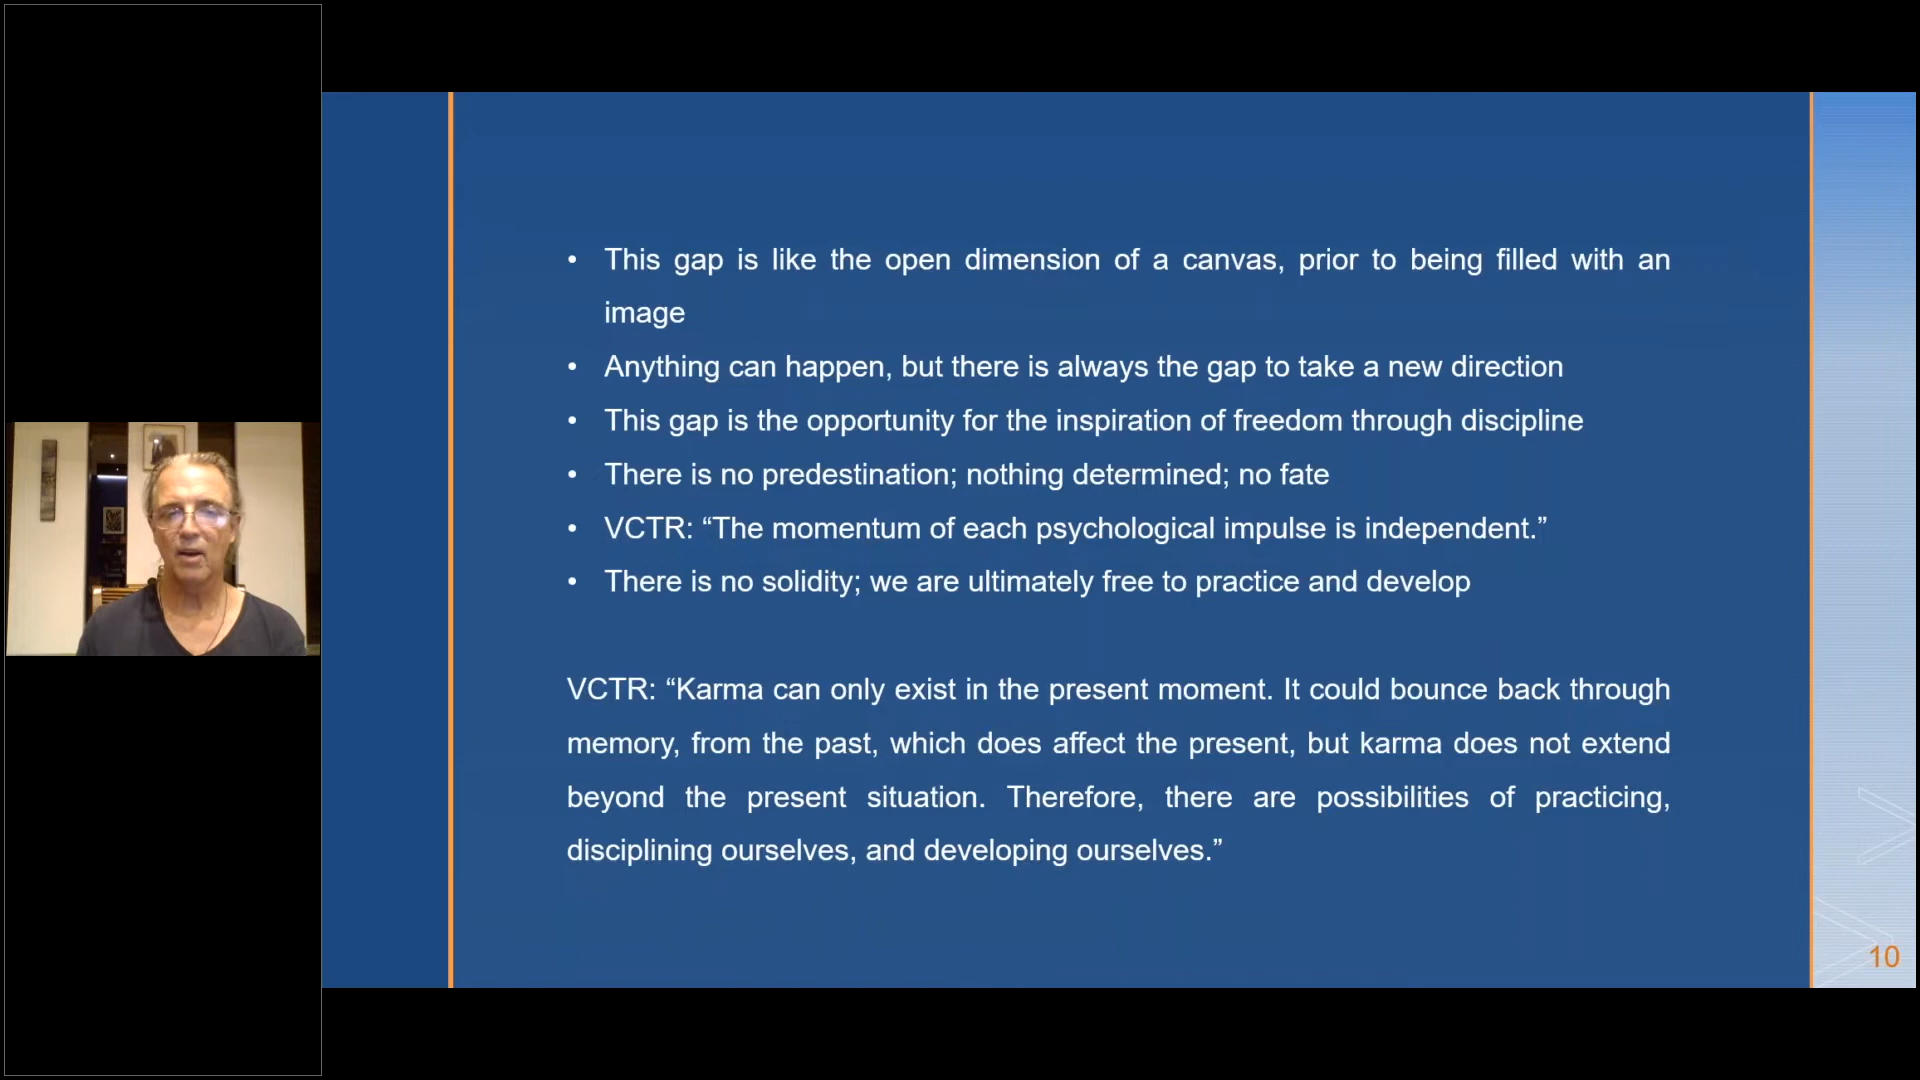 • This gap is like the open dimension of a canvas, prior to being filled with an
image
• Anything can happen, but there is always the gap to take a new direction
• This gap is the opportunity for the inspiration of freedom through discipline
• There is no predestination; nothing determined; no fate
• VCTR: “The momentum of each psychological impulse is independent.”
• There is no solidity; we are ultimately free to practice and develop
VCTR: “Karma can only exist in the present moment. It could bounce back through
memory, from the past, which does affect the present, but karma does not extend
beyond the present situation. Therefore, there are possibilities of practicing,
disciplining ourselves, and developing ourselves.”
10